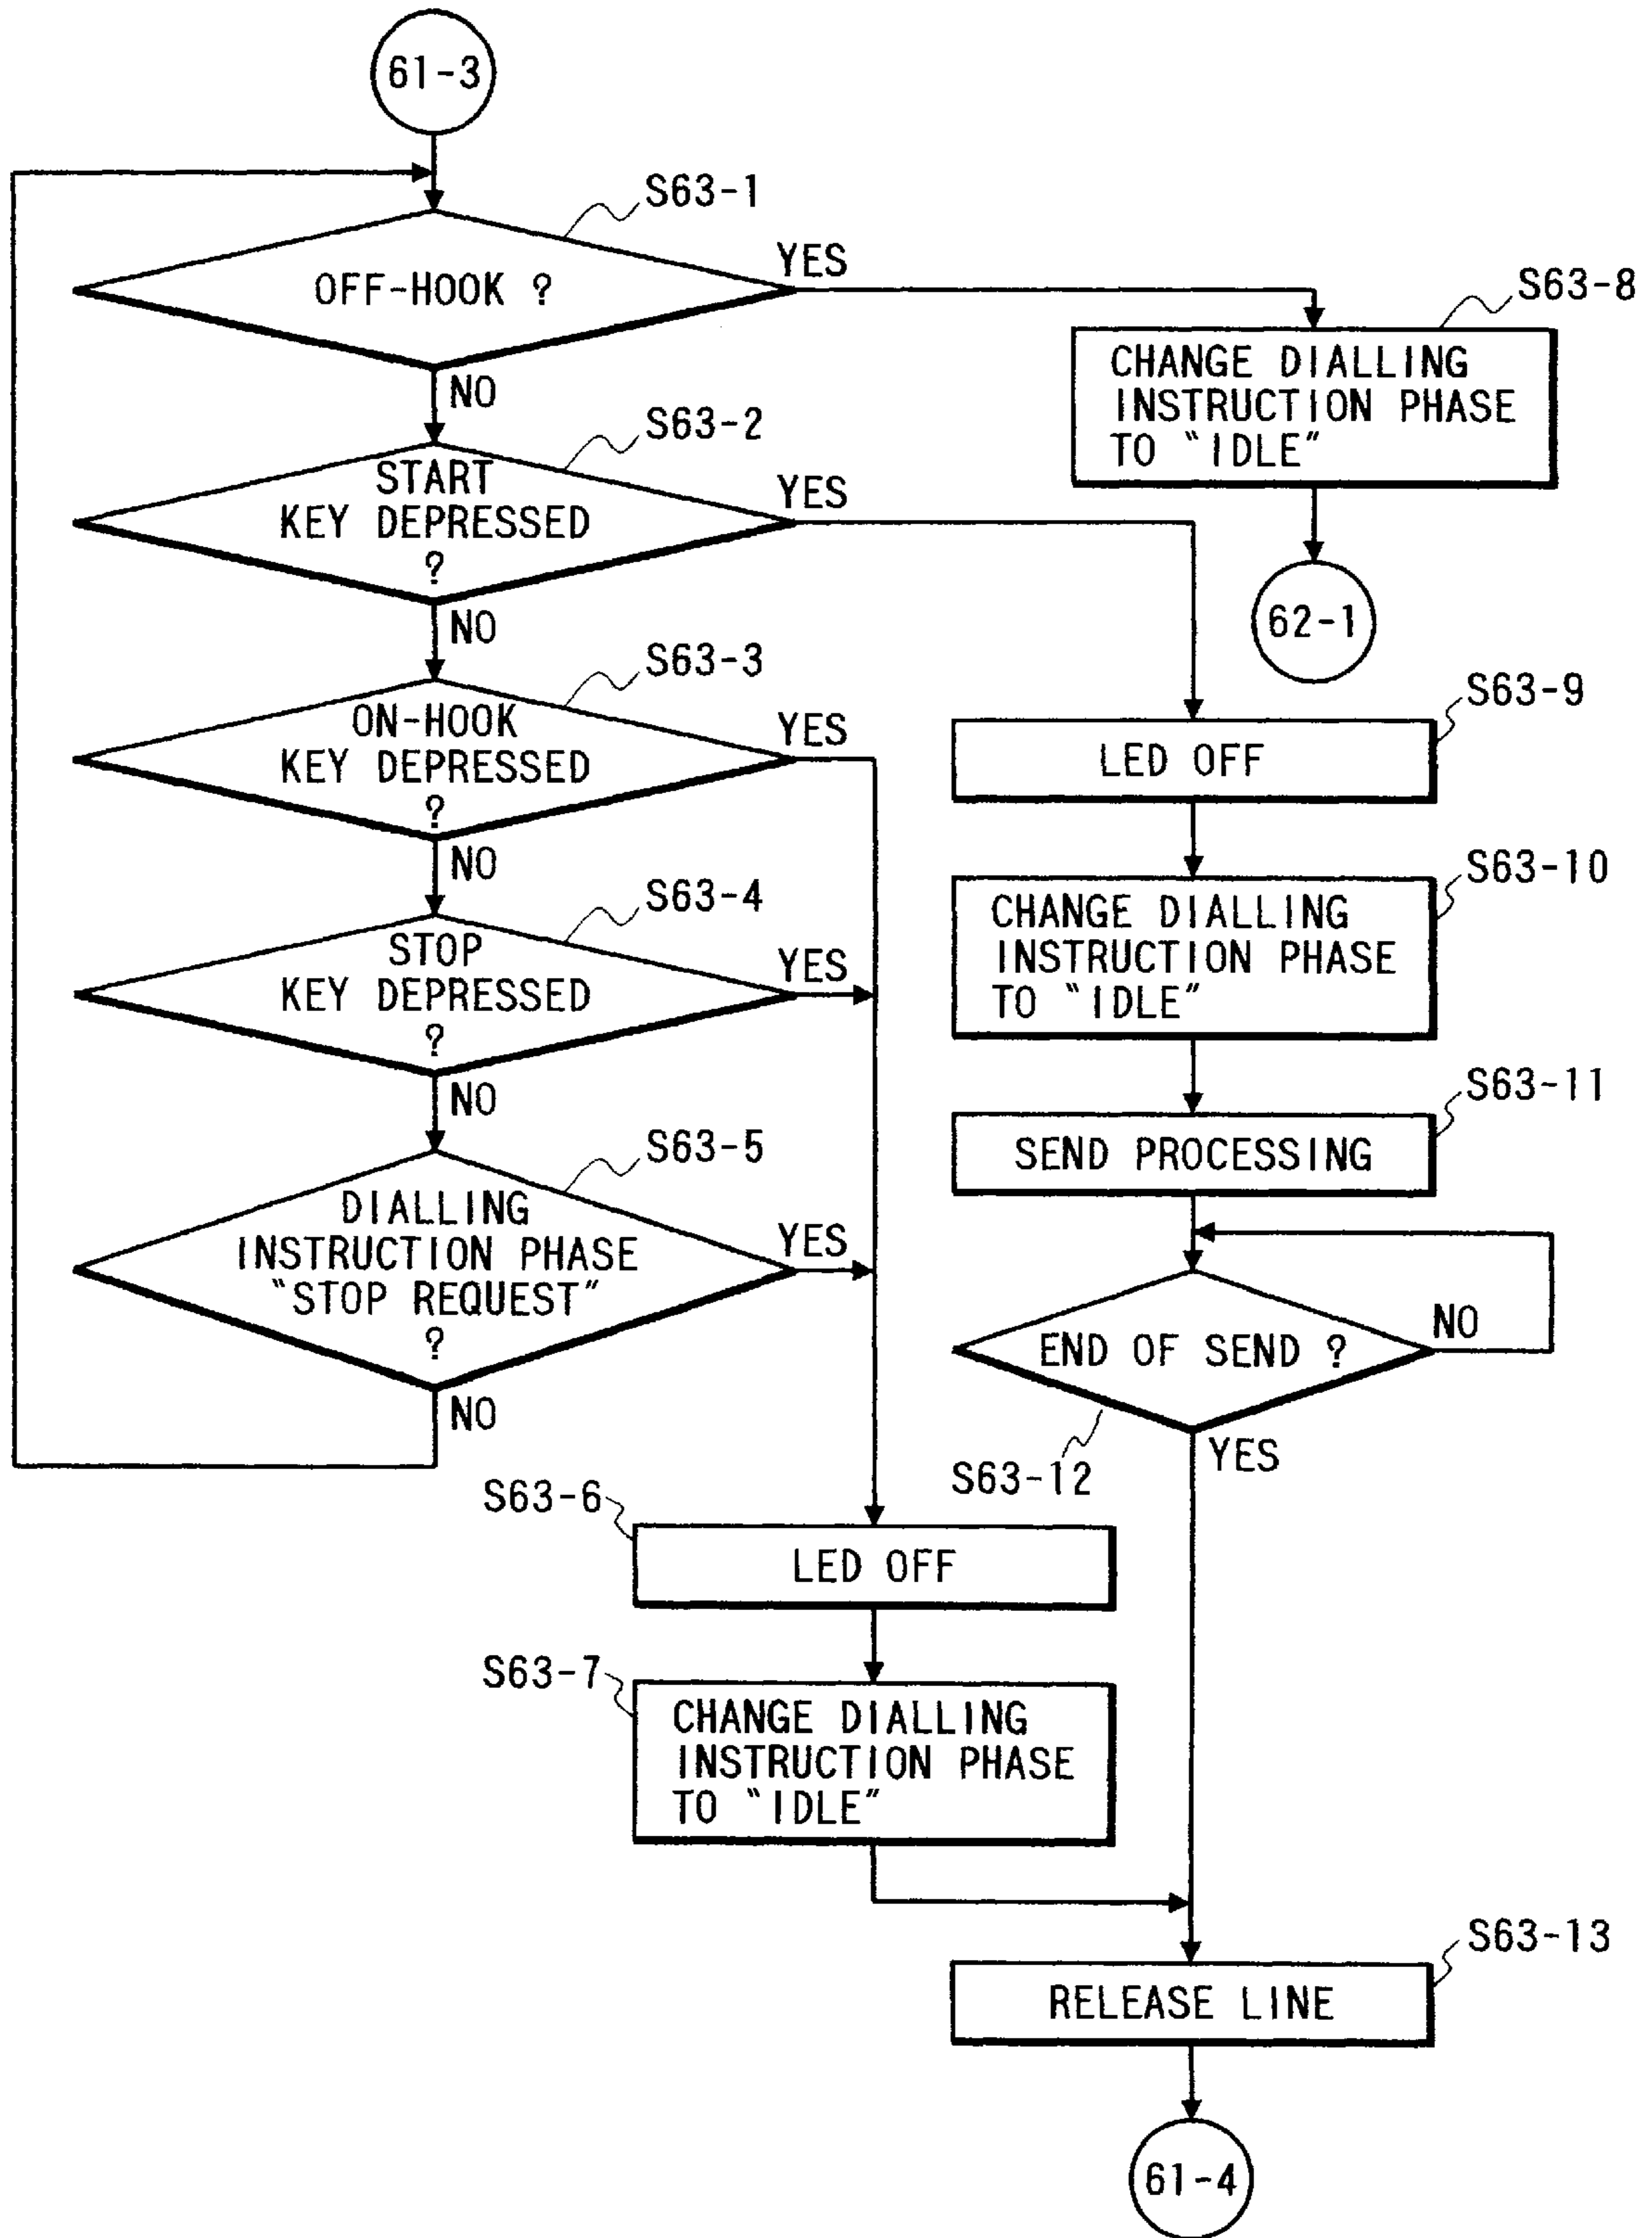 61-3
S63-1
OFF-HOOK ?
YES
NO
S63-8
CHANGE DIALLING
INSTRUCTION PHASE
TO "IDLE"
62-1
S63-2
START
KEY DEPRESSED
?
YES
NO
S63-3
ON-HOOK
KEY DEPRESSED
?
YES
NO
S63-9
LED OFF
S63-4
STOP
KEY DEPRESSED
?
YES
NO
S63-10
CHANGE DIALLING
INSTRUCTION PHASE
TO "IDLE"
S63-11
SEND PROCESSING
S63-5
DIALLING
INSTRUCTION PHASE
"STOP REQUEST"
?
YES
NO
END OF SEND ?
NO
YES
S63-12
S63-6
LED OFF
S63-7
CHANGE DIALLING
INSTRUCTION PHASE
TO "IDLE"
S63-13
RELEASE LINE
61-4